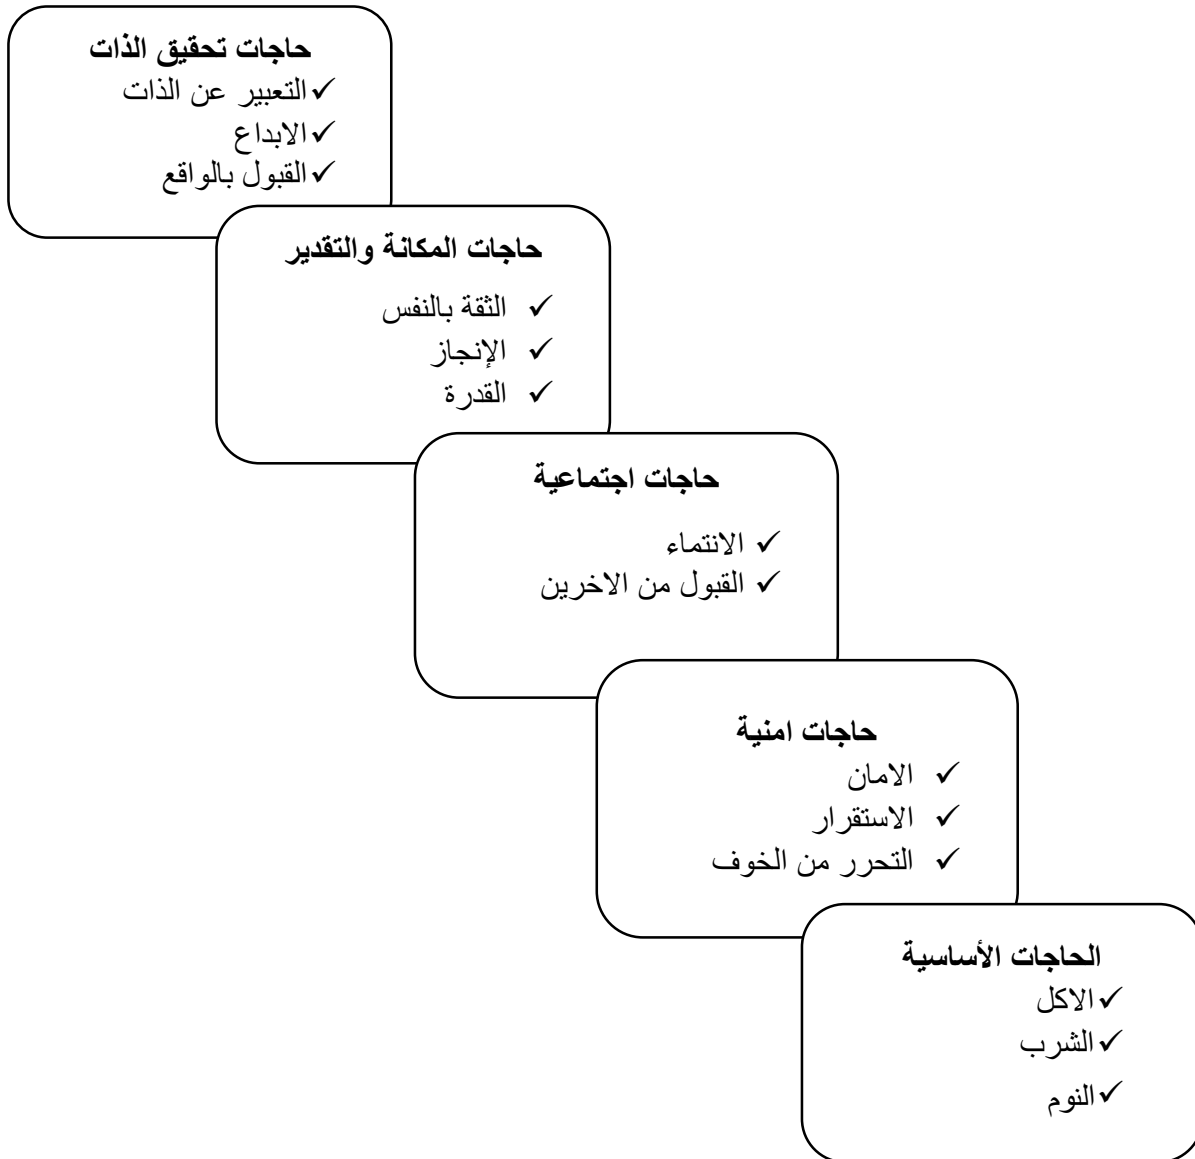 حاجات تحقيق الذات
✓ التعبير عن الذات
✓ الابداع
✓ القبول بالواقع
حاجات المكانة والتقدير
✓ الثقة بالنفس
✓ الإنجاز
✓ القدرة
حاجات اجتماعية
✓ الانتماء
✓ القبول من الاخرين
حاجات امنية
✓ الامان
✓ الاستقرار
✓ التحرر من الخوف
الحاجات الأساسية
✓ الاكل
✓ الشرب
✓ النوم